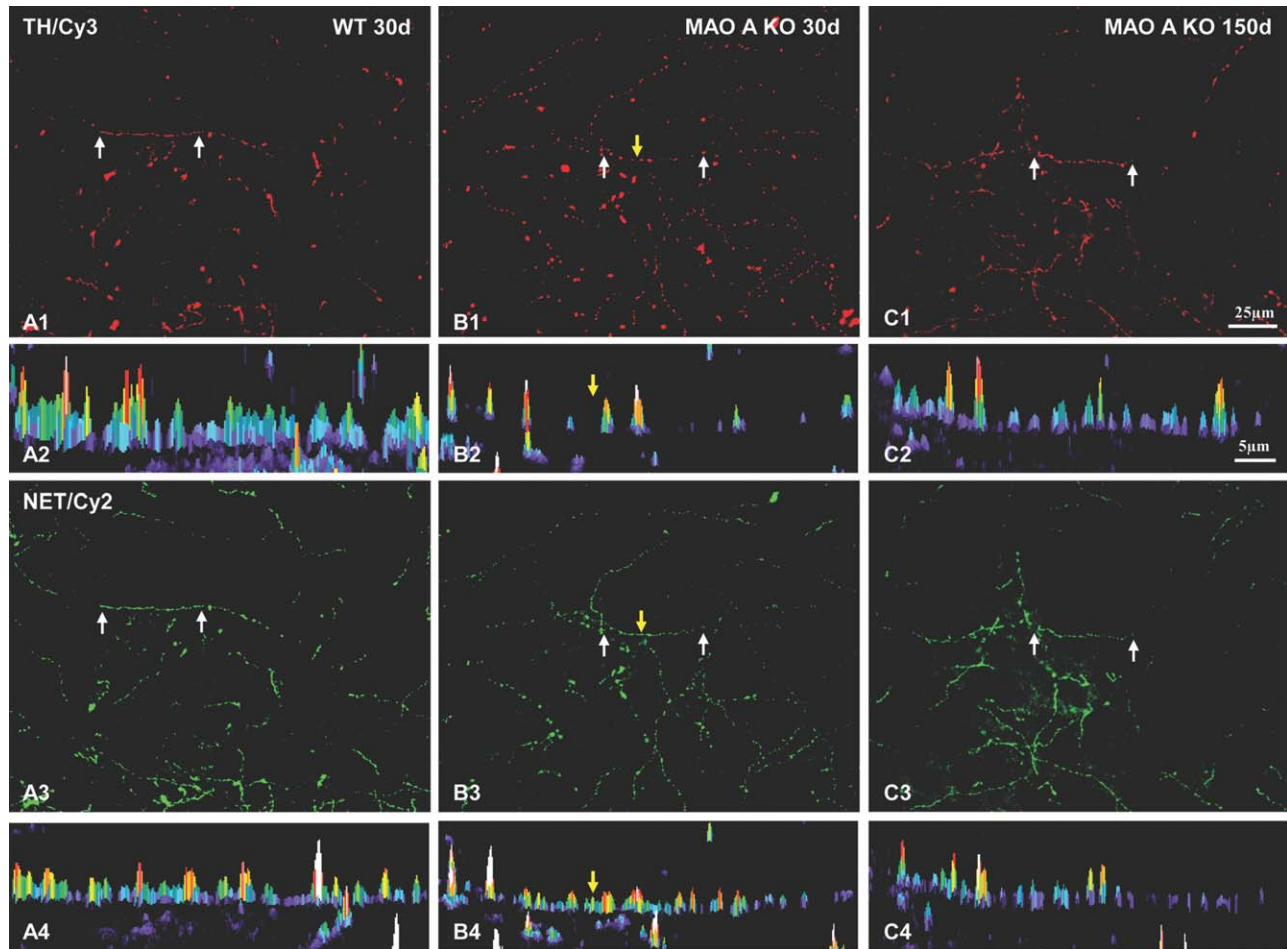 TH/Cy3 WT 30d
MAO A KO 30d
MAO A KO 150d
A1
B1
C1
25µm
A2
B2
C2
5µm
NET/Cy2
A3
B3
C3
A4
B4
C4